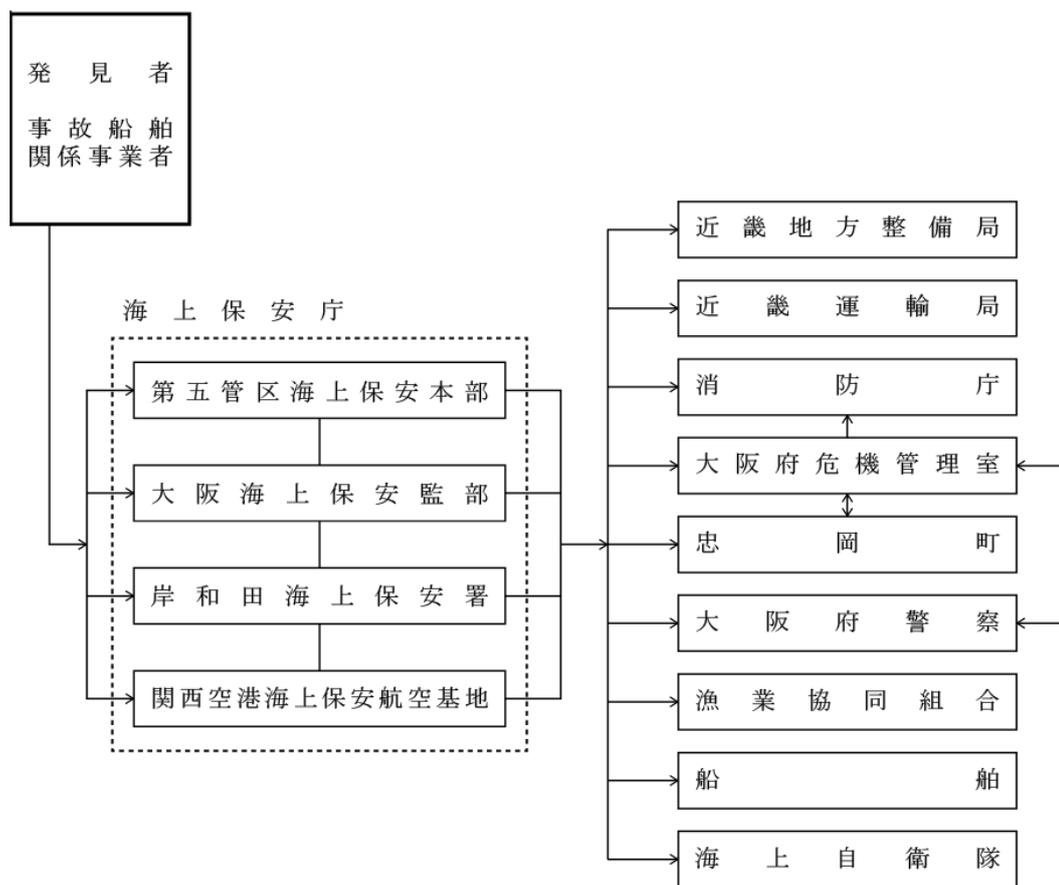 発見者
事故船舶
関係事業者
海上保安庁
第五管区海上保安本部
大阪海上保安監部
岸和田海上保安署
関西空港海上保安航空基地
近畿地方整備局
近畿運輸局
消防庁
大阪府危機管理室
忠岡町
大阪府警察
漁業協同組合
船舶
海上自衛隊